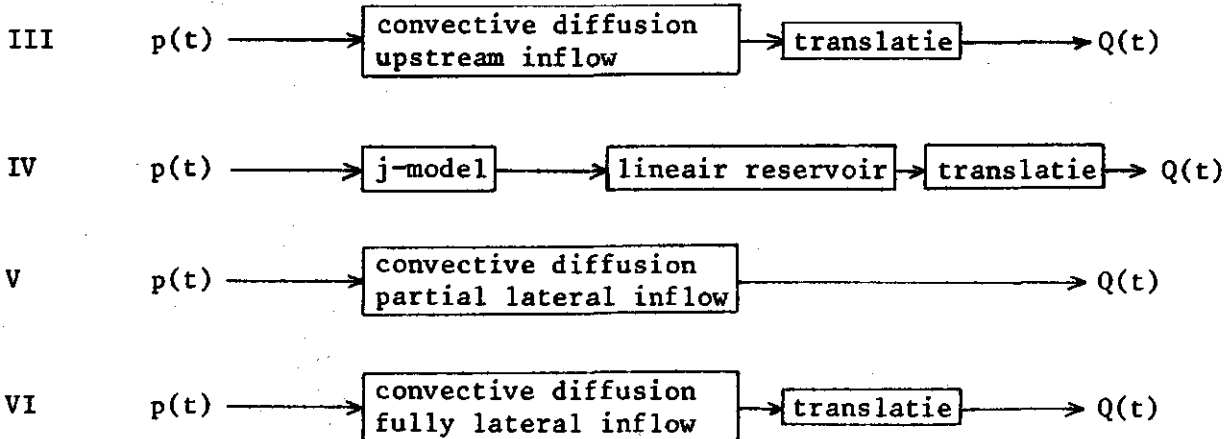 III p(t) convective diffusion upstream inflow translatie Q(t)
IV p(t) j-model lineair reservoir translatie Q(t)
V p(t) convective diffusion partial lateral inflow Q(t)
VI p(t) convective diffusion fully lateral inflow translatie Q(t)